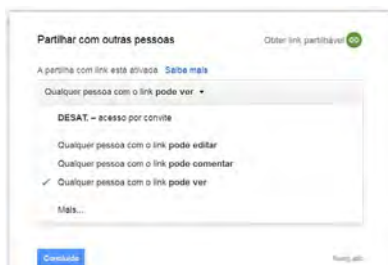 Partilhar com outras pessoas
Obter link partilhável
A partilha com link está ativada Saiba mais
Qualquer pessoa com o link pode ver
DESAT. – acesso por convite
Qualquer pessoa com o link pode editar
Qualquer pessoa com o link pode comentar
Qualquer pessoa com o link pode ver
Mais...
Concluído